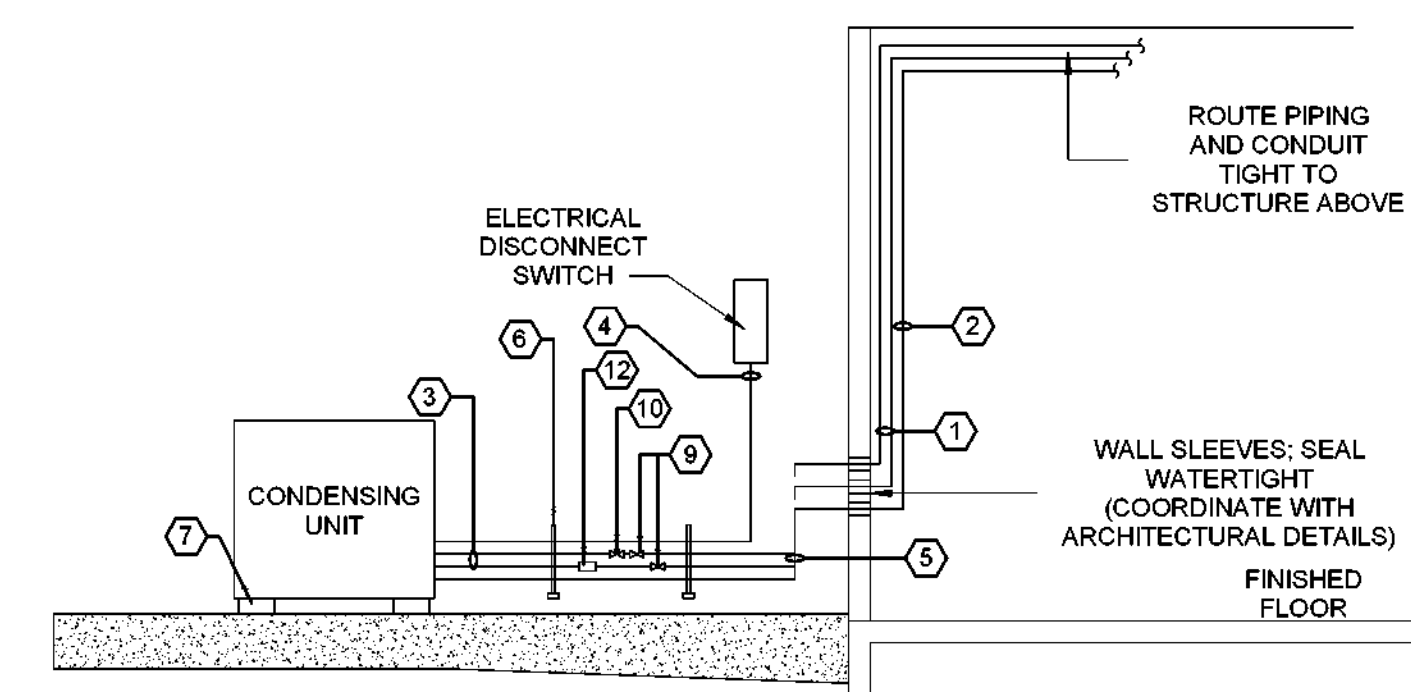 ROUTE PIPING
AND CONDUIT
TIGHT TO
STRUCTURE ABOVE
ELECTRICAL
DISCONNECT
SWITCH
4
2
6
12
3
10
1
9
WALL SLEEVES; SEAL
WATERTIGHT
(COORDINATE WITH
ARCHITECTURAL DETAILS)
CONDENSING
UNIT
7
5
FINISHED
FLOOR